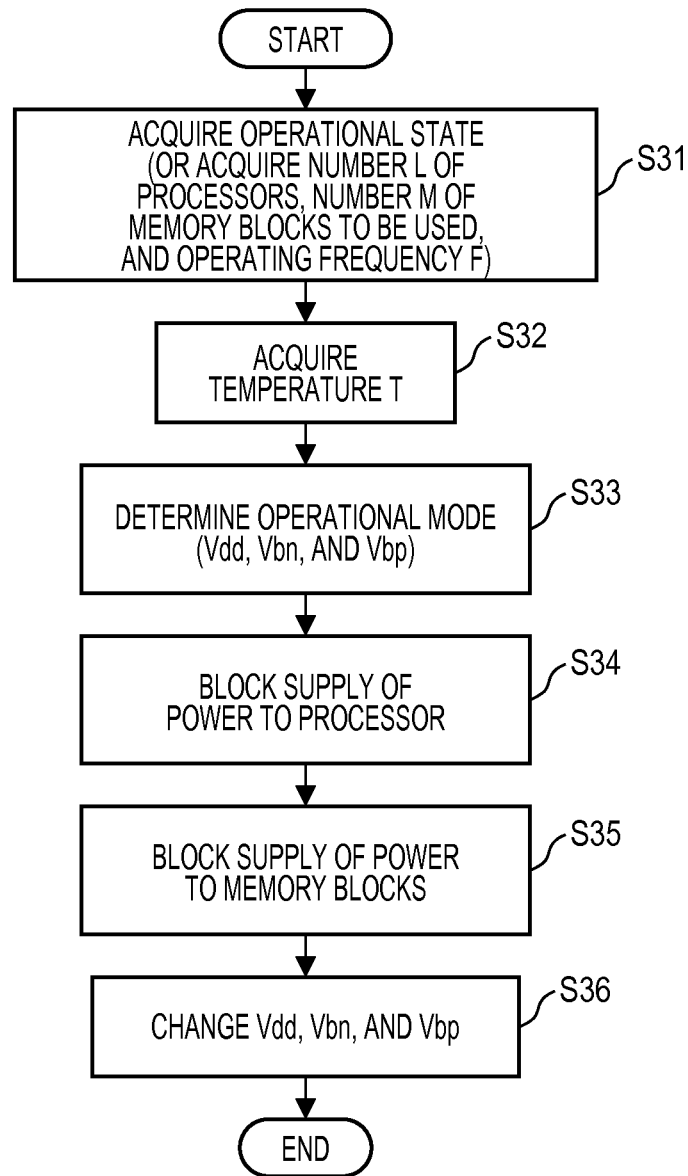 START
ACQUIRE OPERATIONAL STATE
(OR ACQUIRE NUMBER L OF
PROCESSORS, NUMBER M OF
MEMORY BLOCKS TO BE USED,
AND OPERATING FREQUENCY F)
S31
ACQUIRE
TEMPERATURE T
S32
DETERMINE OPERATIONAL MODE
(Vdd, Vbn, AND Vbp)
S33
BLOCK SUPPLY OF
POWER TO PROCESSOR
S34
BLOCK SUPPLY OF POWER
TO MEMORY BLOCKS
S35
CHANGE Vdd, Vbn, AND Vbp
S36
END